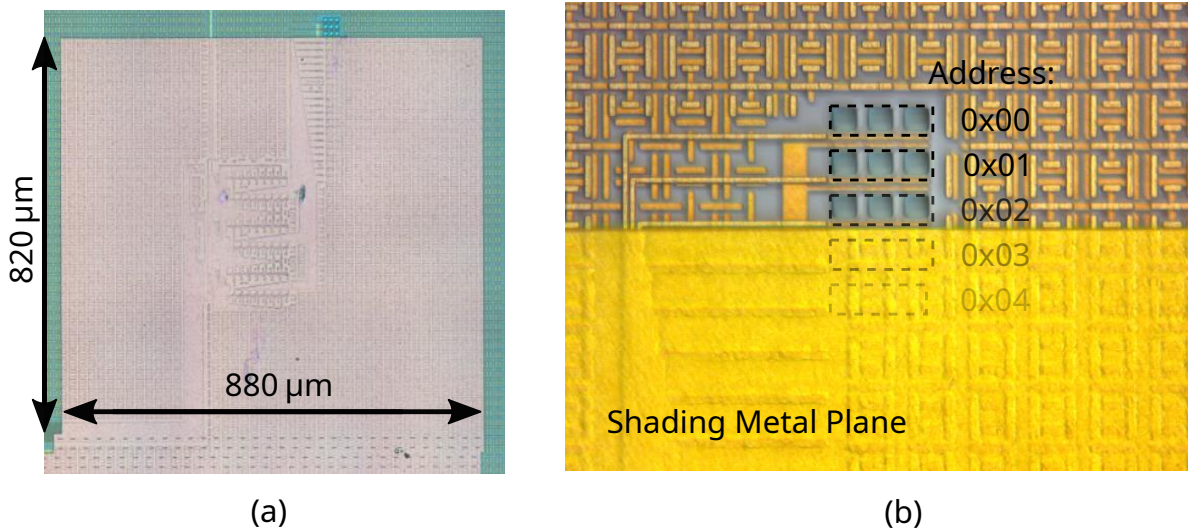 820 µm
880 µm
(a)
Address:
0x00
0x01
0x02
0x03
0x04
Shading Metal Plane
(b)